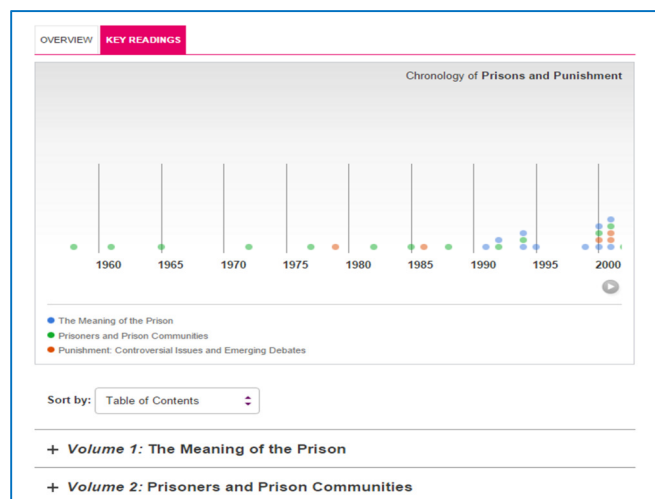 OVERVIEW KEY READINGS
Chronology of Prisons and Punishment
1960 1965 1970 1975 1980 1985 1990 1995 2000
The Meaning of the Prison
Prisoners and Prison Communities
Punishment: Controversial Issues and Emerging Debates
Sort by: Table of Contents
+ Volume 1: The Meaning of the Prison
+ Volume 2: Prisoners and Prison Communities